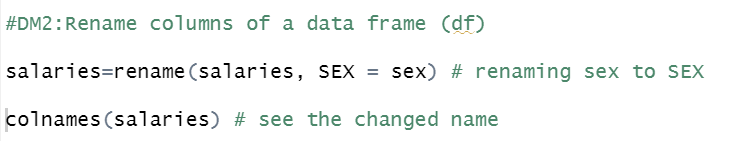 #DM2:Rename columns of a data frame (df)
salaries=rename(salaries, SEX = sex) # renaming sex to SEX
colnames(salaries) # see the changed name